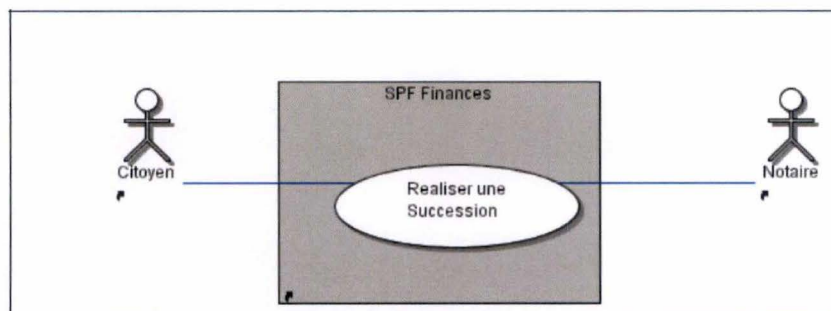 SPF Finances
Citoyen
Realiser une
Succession
Notaire